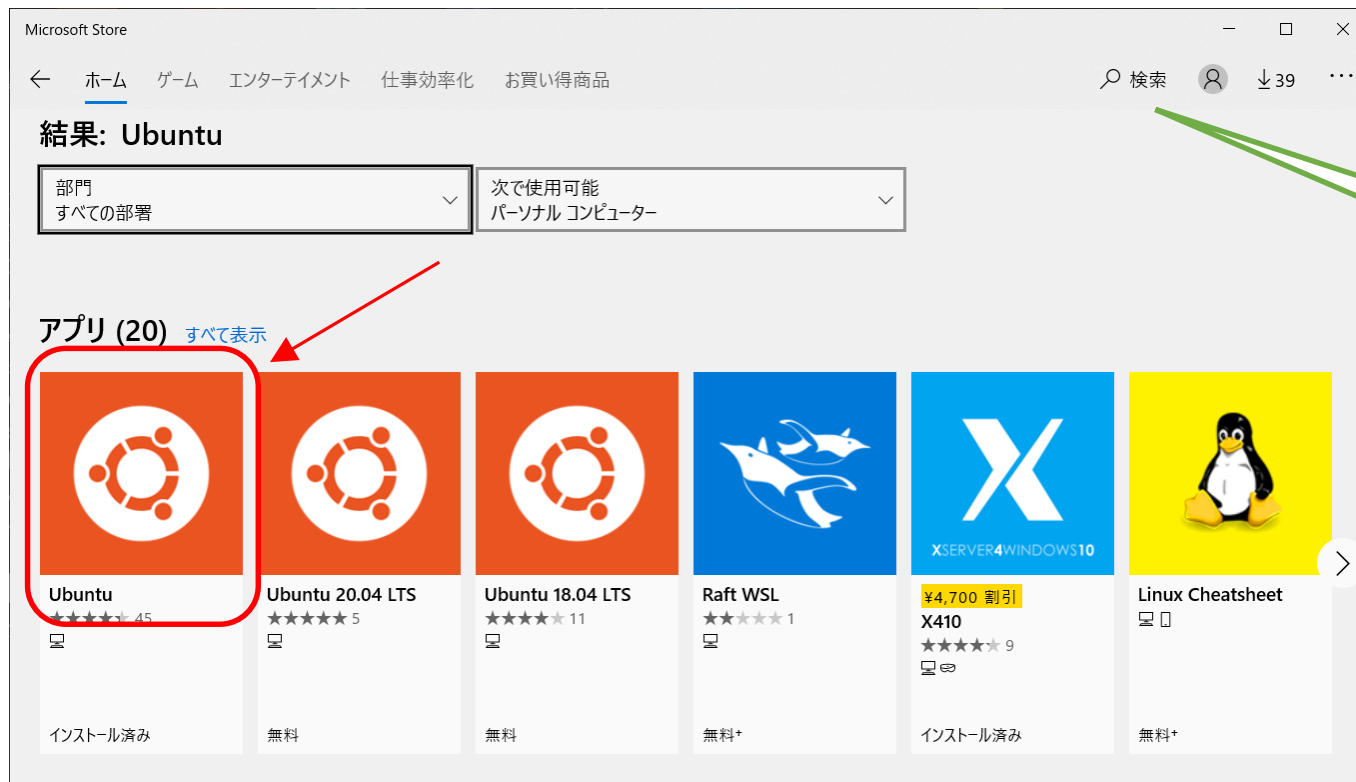 Microsoft Store
ホーム ゲーム エンターテイメント 仕事効率化 お買い得商品 検索 39
結果: Ubuntu
部門
すべての部署
次で使用可能
パーソナル コンピューター
アプリ (20) すべて表示
XSERVER4WINDOWS10
Ubuntu
45
インストール済み
Ubuntu 20.04 LTS
5
無料
Ubuntu 18.04 LTS
11
無料
Raft WSL
1
無料+
¥4,700 割引
X410
9
インストール済み
Linux Cheatsheet
無料+